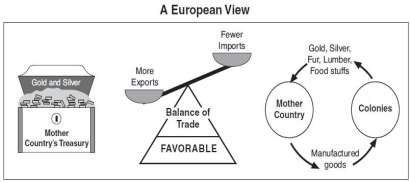 A European View
Gold and Silver
Mother
Country's Treasury
More
Exports
Fewer
Imports
Balance of
Trade
FAVORABLE
Gold, Silver,
Fur, Lumber,
Food stuffs
Mother
Country
Colonies
Manufactured
goods